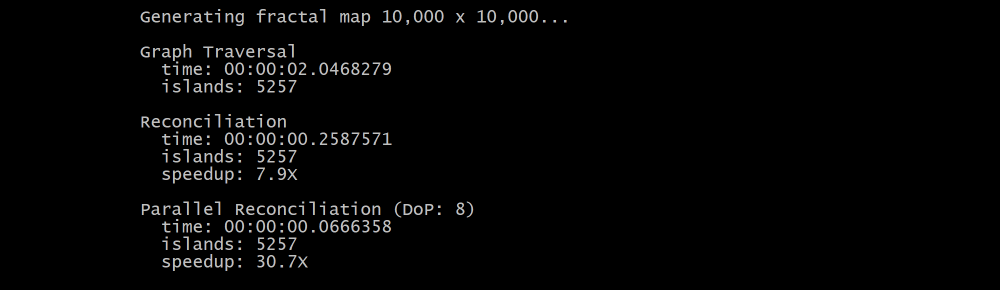 Generating fractal map 10,000 x 10,000...
Graph Traversal
time: 00:00:02.0468279
islands: 5257
Reconciliation
time: 00:00:00.2587571
islands: 5257
speedup: 7.9X
Parallel Reconciliation (DoP: 8)
time: 00:00:00.0666358
islands: 5257
speedup: 30.7X